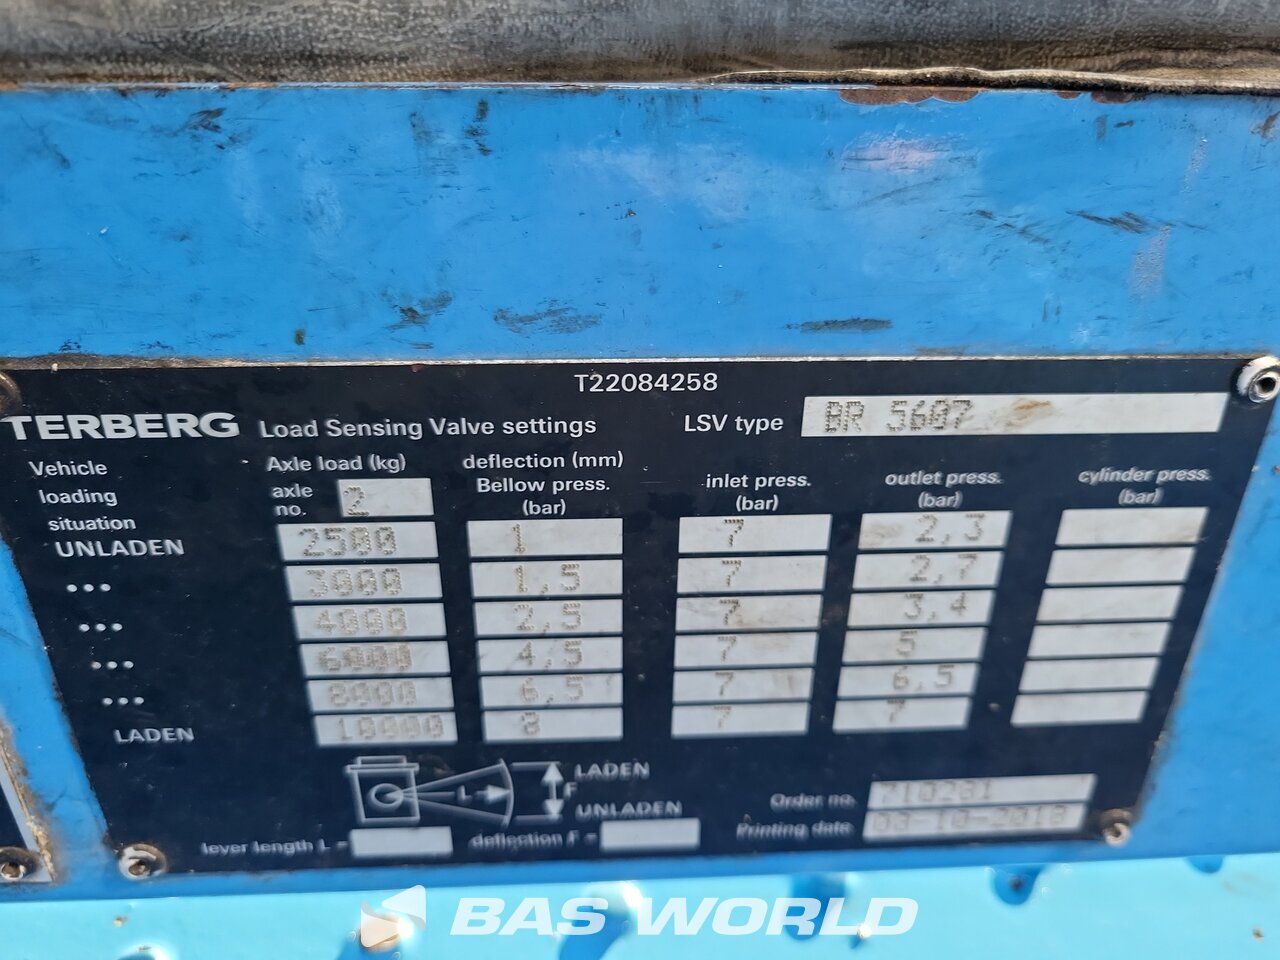 T22084258
TERBERG Load Sensing Valve settings LSV type BR 5607
Vehicle loading situation
Axle load (kg) axle no. 2
deflection (mm) Bellow press. (bar)
inlet press. (bar)
outlet press. (bar)
cylinder press. (bar)
UNLADEN 2500 1 7 2,3
... 3000 1,5 7 2,7
... 4000 2,5 7 3,4
... 6000 4,5 7 5
... 8000 6,5 7 6,5
LADEN 10000 8 7 7
L F LADEN
UNLADEN
lever length L = deflection F =
Order no. 710231
Printing date 03-10-2018
BAS WORLD